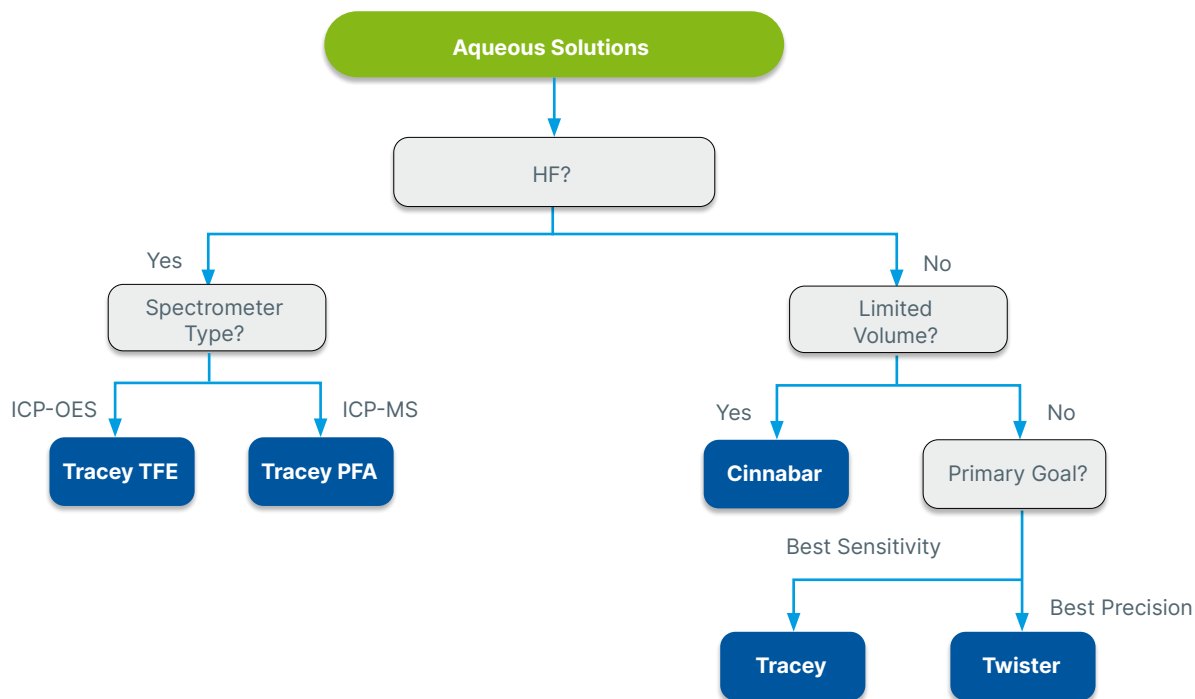 Aqueous Solutions
HF?
Yes
No
Spectrometer
Type?
Limited
Volume?
ICP-OES
ICP-MS
Yes
No
Tracey TFE
Tracey PFA
Cinnabar
Primary Goal?
Best Sensitivity
Best Precision
Tracey
Twister